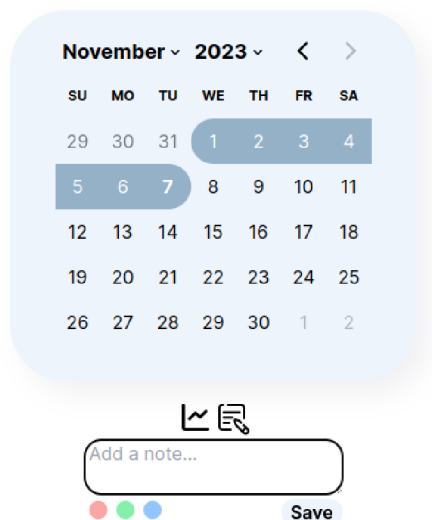 November 2023
SU MO TU WE TH FR SA
29 30 31 1 2 3 4
5 6 7 8 9 10 11
12 13 14 15 16 17 18
19 20 21 22 23 24 25
26 27 28 29 30 1 2
Add a note...
Save